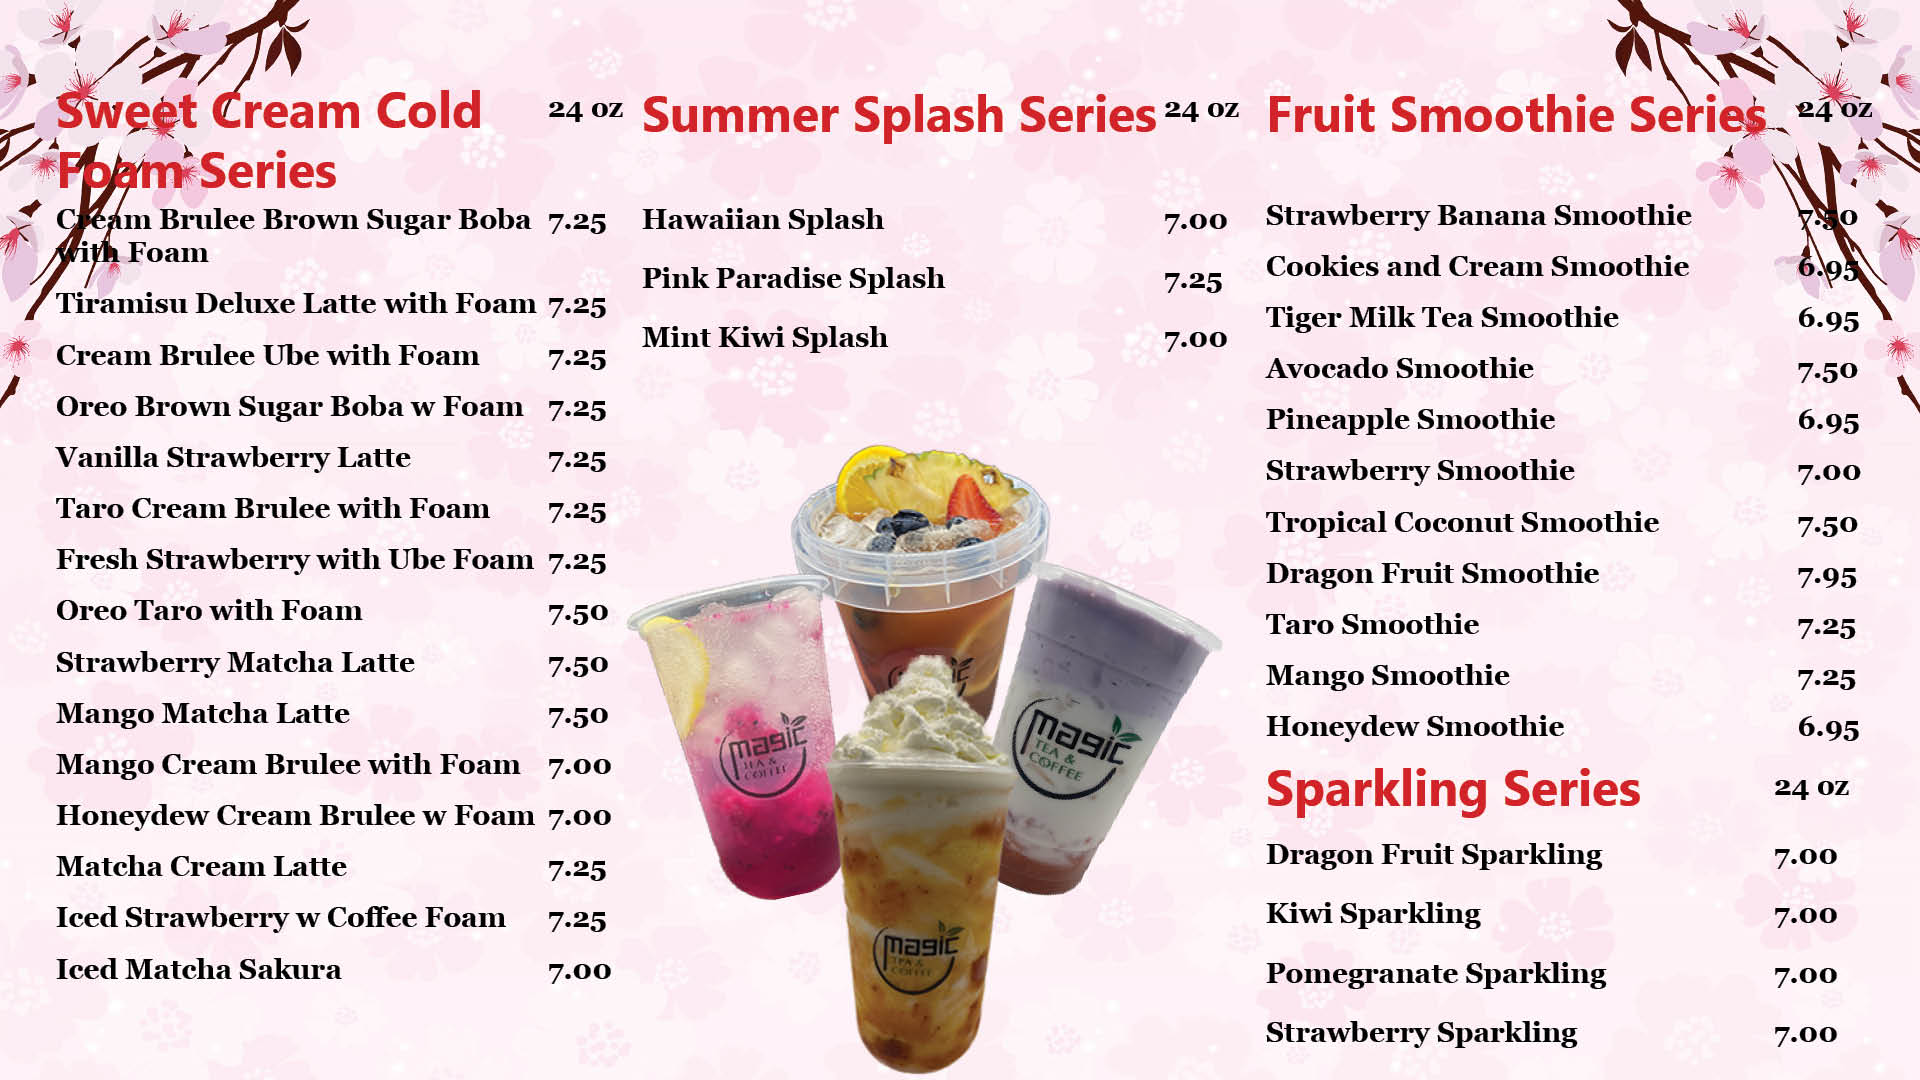 Sweet Cream Cold 24 oz
Foam Series
Cream Brulee Brown Sugar Boba 7.25
with Foam
Tiramisu Deluxe Latte with Foam 7.25
Cream Brulee Ube with Foam 7.25
Oreo Brown Sugar Boba w Foam 7.25
Vanilla Strawberry Latte 7.25
Taro Cream Brulee with Foam 7.25
Fresh Strawberry with Ube Foam 7.25
Oreo Taro with Foam 7.50
Strawberry Matcha Latte 7.50
Mango Matcha Latte 7.50
Mango Cream Brulee with Foam 7.00
Honeydew Cream Brulee w Foam 7.00
Matcha Cream Latte 7.25
Iced Strawberry w Coffee Foam 7.25
Iced Matcha Sakura 7.00
Summer Splash Series 24 oz
Hawaiian Splash 7.00
Pink Paradise Splash 7.25
Mint Kiwi Splash 7.00
magic
TEA &
COFFEE
magic
TEA &
COFFEE
magic
TEA &
COFFEE
Fruit Smoothie Series 24 oz
Strawberry Banana Smoothie 7.50
Cookies and Cream Smoothie 6.95
Tiger Milk Tea Smoothie 6.95
Avocado Smoothie 7.50
Pineapple Smoothie 6.95
Strawberry Smoothie 7.00
Tropical Coconut Smoothie 7.50
Dragon Fruit Smoothie 7.95
Taro Smoothie 7.25
Mango Smoothie 7.25
Honeydew Smoothie 6.95
Sparkling Series 24 oz
Dragon Fruit Sparkling 7.00
Kiwi Sparkling 7.00
Pomegranate Sparkling 7.00
Strawberry Sparkling 7.00